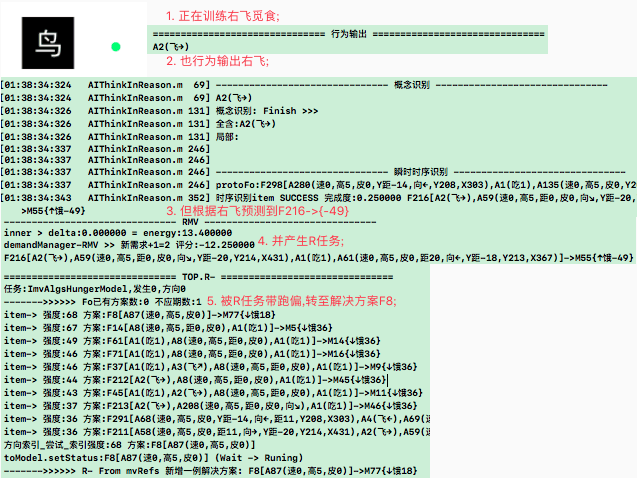 1. 正在训练右飞觅食;
鸟
=============================== 行为输出 ===============================
A2(飞→)
2. 也行为输出右飞;
[01:38:34:324   AIThinkInReason.m  69] ------------------------------- 概念识别 -------------------------------
[01:38:34:324   AIThinkInReason.m  69] A2(飞→)
[01:38:34:326   AIThinkInReason.m 131] 概念识别: Finish >>>
[01:38:34:326   AIThinkInReason.m 131] 全含:A2(飞→)
[01:38:34:326   AIThinkInReason.m 131] 局部:
[01:38:34:337   AIThinkInReason.m 246]
[01:38:34:337   AIThinkInReason.m 246]
[01:38:34:337   AIThinkInReason.m 246] ------------------------------- 瞬时时序识别 -------------------------------
[01:38:34:337   AIThinkInReason.m 246] protoFo:F298[A280(速0,高5,皮0,Y距-14,向←,Y208,X303),A1(吃1),A135(速0,高5,皮0,Y20
[01:38:34:343   AIThinkInReason.m 352] 时序识别item SUCCESS 完成度:0.250000 F216[A2(飞→),A59(速0,高5,距0,皮0,向↘,Y距-20,
>M55{↑饿-49}
3. 但根据右飞预测到F216->{-49}
------------------------------- RMV -------------------------------
inner > delta:0.000000 = energy:13.400000
demandManager-RMV >> 新需求+1=2 评分:-12.250000
4. 并产生R任务;
F216[A2(飞→),A59(速0,高5,距0,皮0,向↘,Y距-20,Y214,X431),A1(吃1),A61(速0,高5,皮0,距20,向←,Y距-18,Y213,X367)]->M55{↑饿-49}
=============================== TOP.R- ===============================
任务:ImvAlgsHungerModel,发生0,方向0
------->>>>>> Fo已有方案数:0 不应期数:1
5. 被R任务带跑偏,转至解决方案F8;
item-> 强度:68 方案:F8[A87(速0,高5,皮0)]->M77{↓饿18}
item-> 强度:67 方案:F14[A8(速0,高5,距0,皮0)]->M5{↓饿36}
item-> 强度:49 方案:F61[A1(吃1),A8(速0,高5,距0,皮0),A1(吃1)]->M14{↓饿36}
item-> 强度:46 方案:F71[A8(速0,高5,距0,皮0),A1(吃1)]->M16{↓饿36}
item-> 强度:46 方案:F37[A1(吃1),A3(飞↗),A8(速0,高5,距0,皮0),A1(吃1)]->M9{↓饿36}
item-> 强度:44 方案:F212[A2(飞→),A8(速0,高5,距0,皮0),A1(吃1)]->M45{↓饿36}
item-> 强度:43 方案:F45[A1(吃1),A2(飞→),A8(速0,高5,距0,皮0),A1(吃1)]->M11{↓饿36}
item-> 强度:37 方案:F213[A2(飞→),A208(速0,高5,距0,皮0,向↘),A1(吃1)]->M46{↓饿36}
item-> 强度:36 方案:F291[A68(速0,高5,皮0,Y距-14,向←,距11,Y208,X303),A4(飞←),A69(速
item-> 强度:36 方案:F211[A58(速0,高5,皮0,距11,向→,Y距-20,Y214,X431),A2(飞→),A59(速
方向索引_尝试_索引强度:68 方案:F8[A87(速0,高5,皮0)]
toModel.setStatus:F8[A87(速0,高5,皮0)] (Wait -> Runing)
------->>>>>> R- From mvRefs 新增一例解决方案: F8[A87(速0,高5,皮0)]->M77{↓饿18}